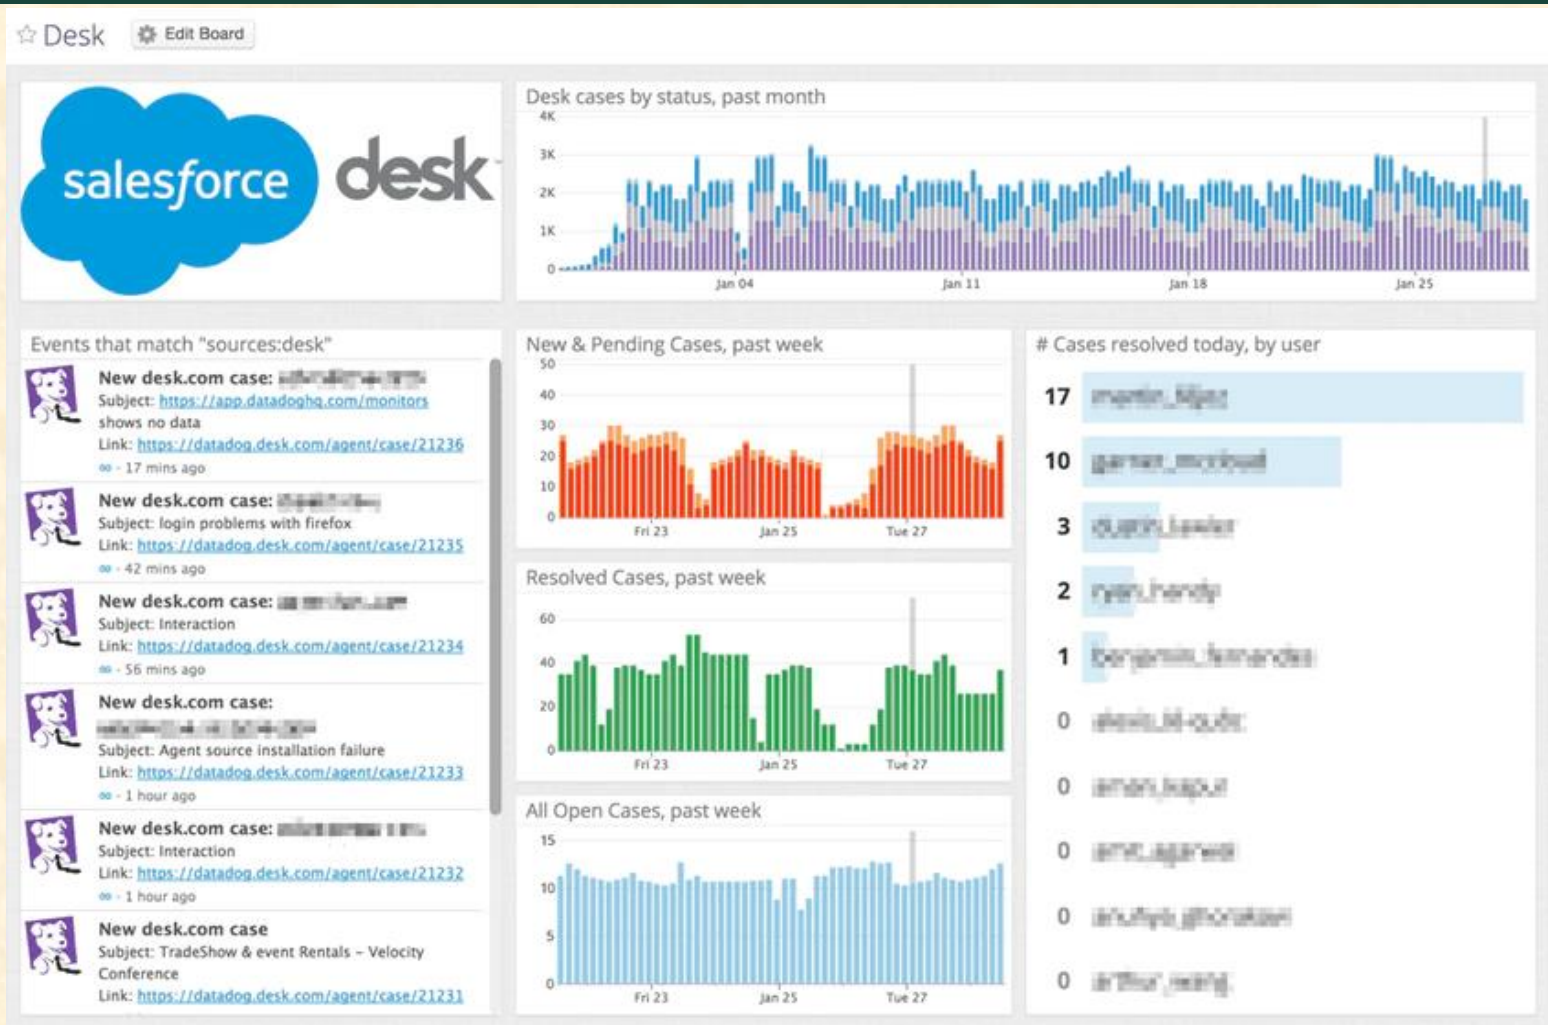 Desk
Edit Board
salesforce desk
Desk cases by status, past month
4K
3K
2K
1K
0
Jan 04
Jan 11
Jan 18
Jan 25
Events that match "sources:desk"
New desk.com case:
Subject: https://app.datadoghq.com/monitors
shows no data
Link: https://datadog.desk.com/agent/case/21236
- 17 mins ago
New desk.com case:
Subject: login problems with firefox
Link: https://datadog.desk.com/agent/case/21235
- 42 mins ago
New desk.com case:
Subject: Interaction
Link: https://datadog.desk.com/agent/case/21234
- 56 mins ago
New desk.com case:
Subject: Agent source installation failure
Link: https://datadog.desk.com/agent/case/21233
- 1 hour ago
New desk.com case:
Subject: Interaction
Link: https://datadog.desk.com/agent/case/21232
- 1 hour ago
New desk.com case
Subject: TradeShow & event Rentals – Velocity
Conference
Link: https://datadog.desk.com/agent/case/21231
New & Pending Cases, past week
50
40
30
20
10
0
Fri 23
Jan 25
Tue 27
Resolved Cases, past week
60
40
20
0
Fri 23
Jan 25
Tue 27
All Open Cases, past week
15
10
5
0
Fri 23
Jan 25
Tue 27
# Cases resolved today, by user
17
10
3
2
1
0
0
0
0
0